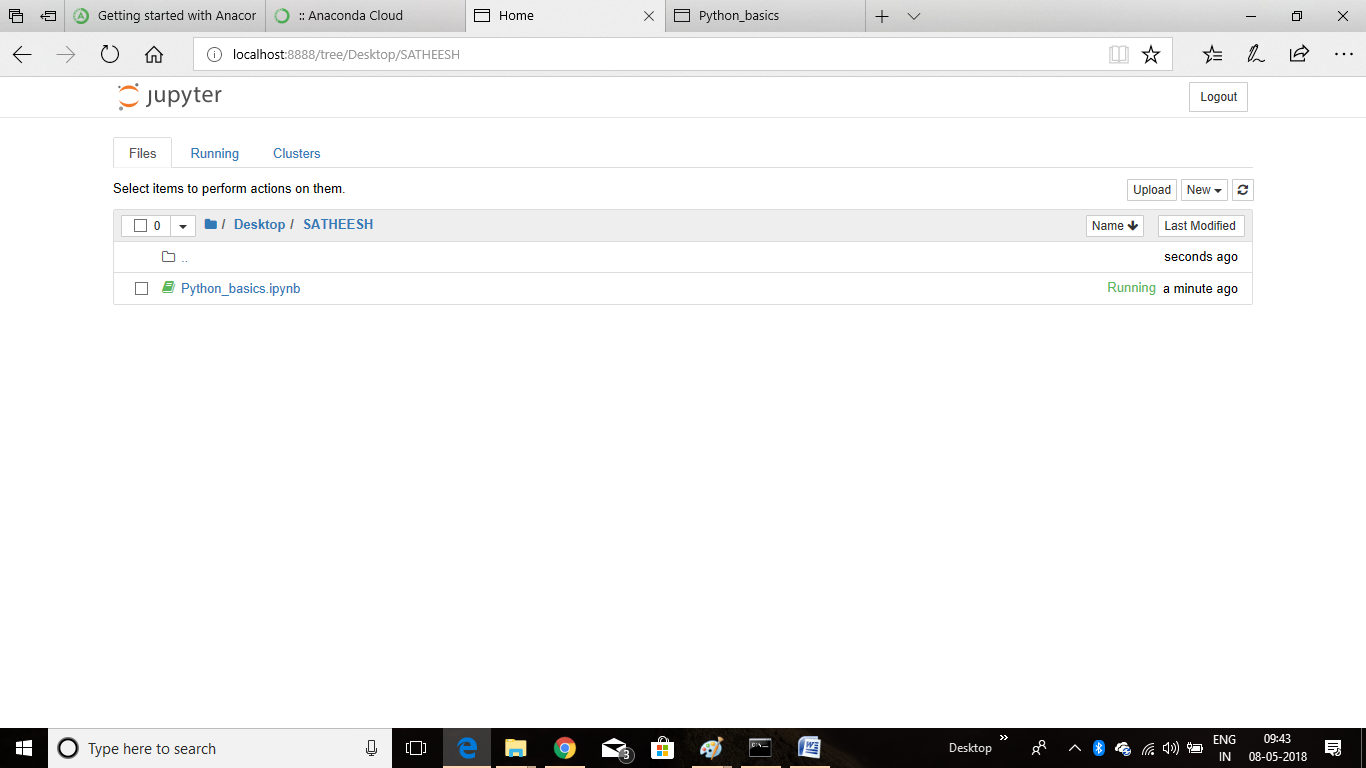 Getting started with Anacor
:: Anaconda Cloud
Home
Python_basics
localhost:8888/tree/Desktop/SATHEESH
jupyter
Logout
Files Running Clusters
Select items to perform actions on them.
Upload New
0 / Desktop / SATHEESH Name Last Modified
.. seconds ago
Python_basics.ipynb Running a minute ago
Type here to search
3
Desktop
ENG
IN
09:43
08-05-2018